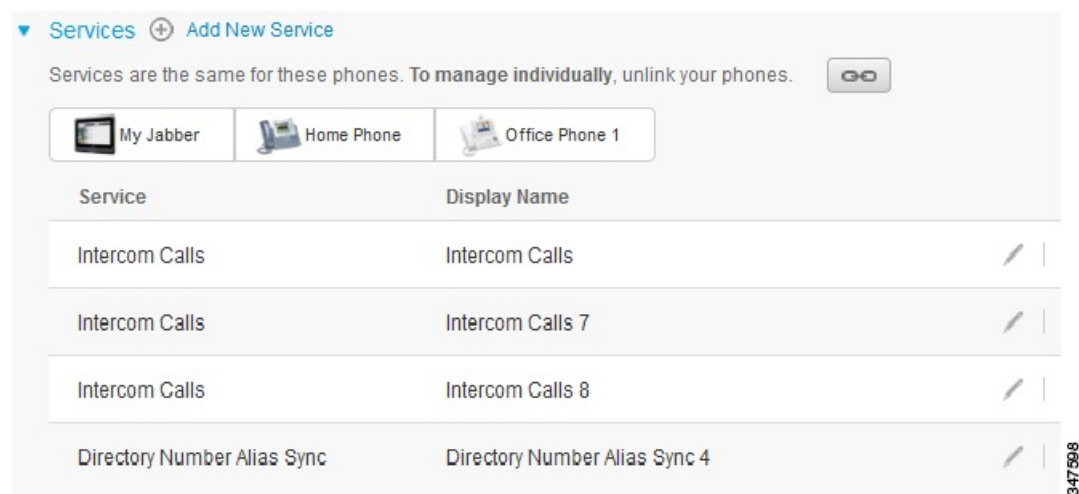 Services Add New Service
Services are the same for these phones. To manage individually, unlink your phones.
My Jabber Home Phone Office Phone 1
Service Display Name
Intercom Calls Intercom Calls
Intercom Calls Intercom Calls 7
Intercom Calls Intercom Calls 8
Directory Number Alias Sync Directory Number Alias Sync 4
347598